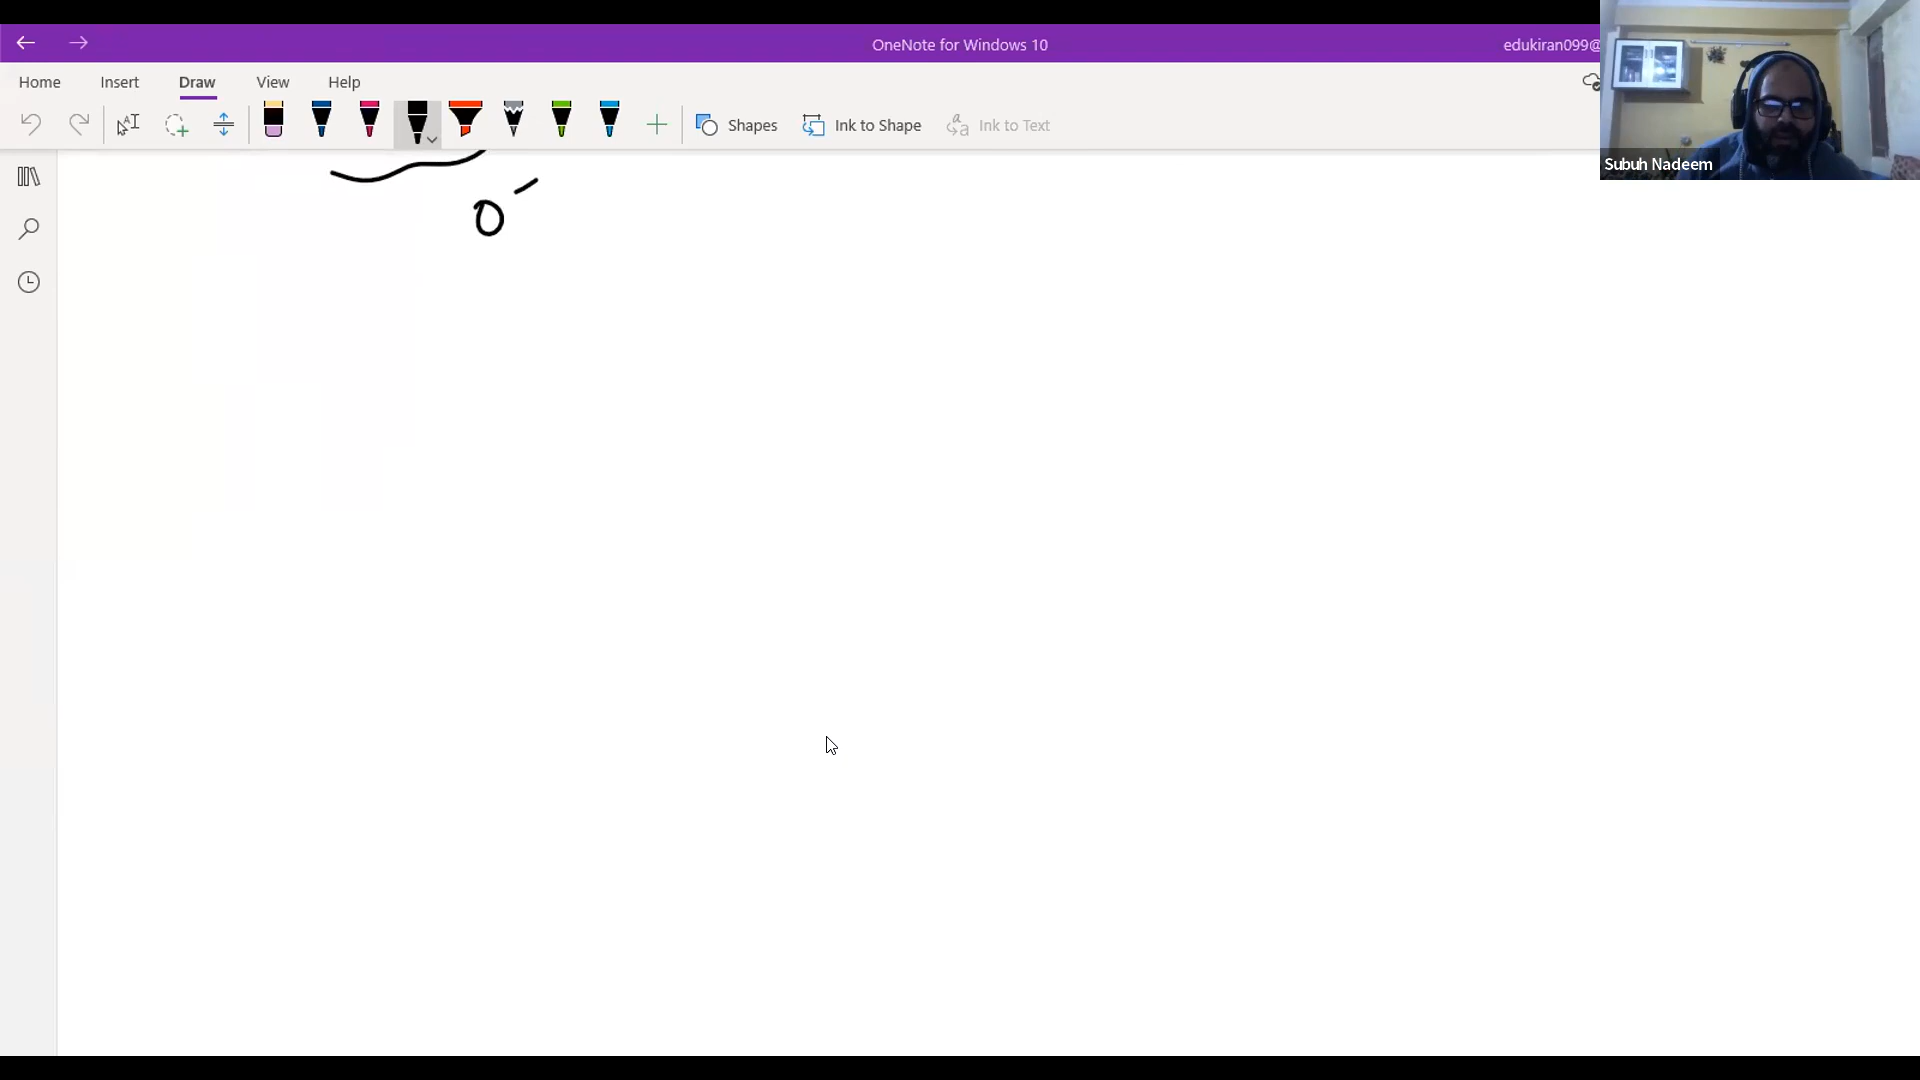 OneNote for Windows 10
edukiran099@
Home Insert Draw View Help
Shapes Ink to Shape Ink to Text
Subuh Nadeem
0